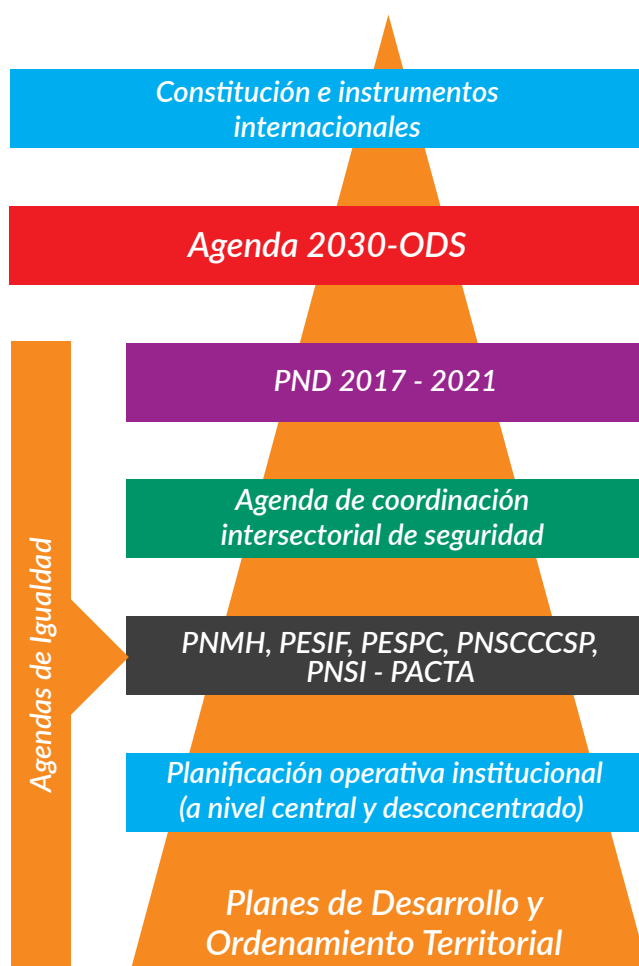 Constitución e instrumentos
internacionales
Agenda 2030-ODS
PND 2017 - 2021
Agenda de coordinación
intersectorial de seguridad
Agendas de Igualdad
PNMH, PESIF, PESPC, PNSCCCSP,
PNSI - PACTA
Planificación operativa institucional
(a nivel central y desconcentrado)
Planes de Desarrollo y
Ordenamiento Territorial